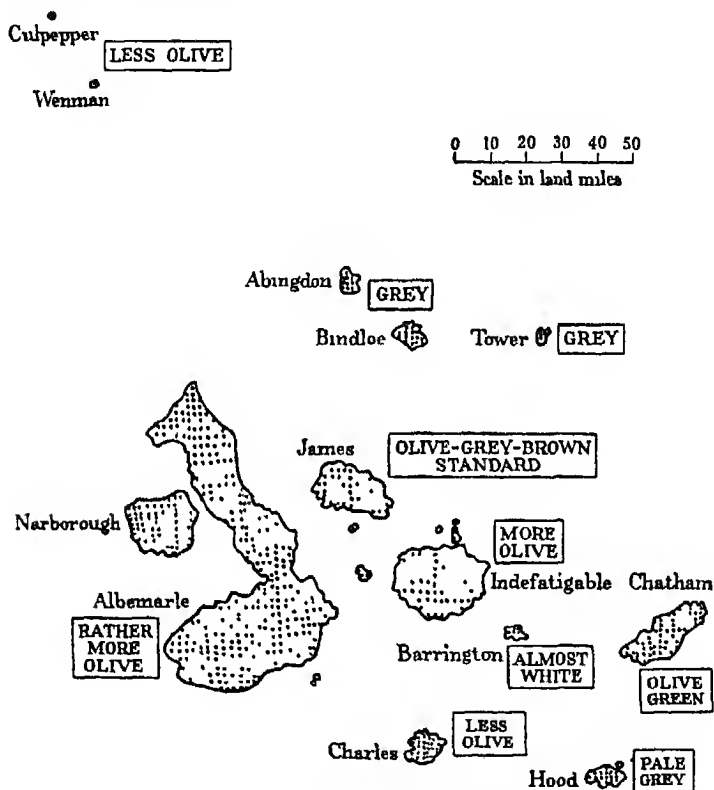 Culpepper
LESS OLIVE
Wenman
0 10 20 30 40 50
Scale in land miles
Abingdon
GREY
Bindloe
Tower
GREY
James
OLIVE-GREY-BROWN
STANDARD
Narborough
MORE
OLIVE
Indefatigable
Chatham
Albemarle
RATHER
MORE
OLIVE
Barrington
ALMOST
WHITE
OLIVE
GREEN
Charles
LESS
OLIVE
Hood
PALE
GREY